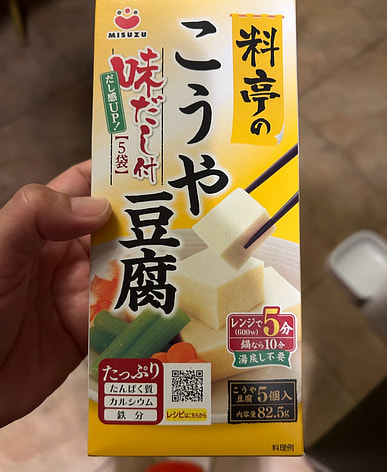 MISUZU
料亭の
こうや豆腐
味だし付
【5袋】
だし感UP!
レンジで
(600W)
5分
鍋なら10分
湯戻し不要
たっぷり
たんぱく質
カルシウム
鉄分
レシピはこちらから
こうや
豆腐
5個入
内容量82.5g
料理例